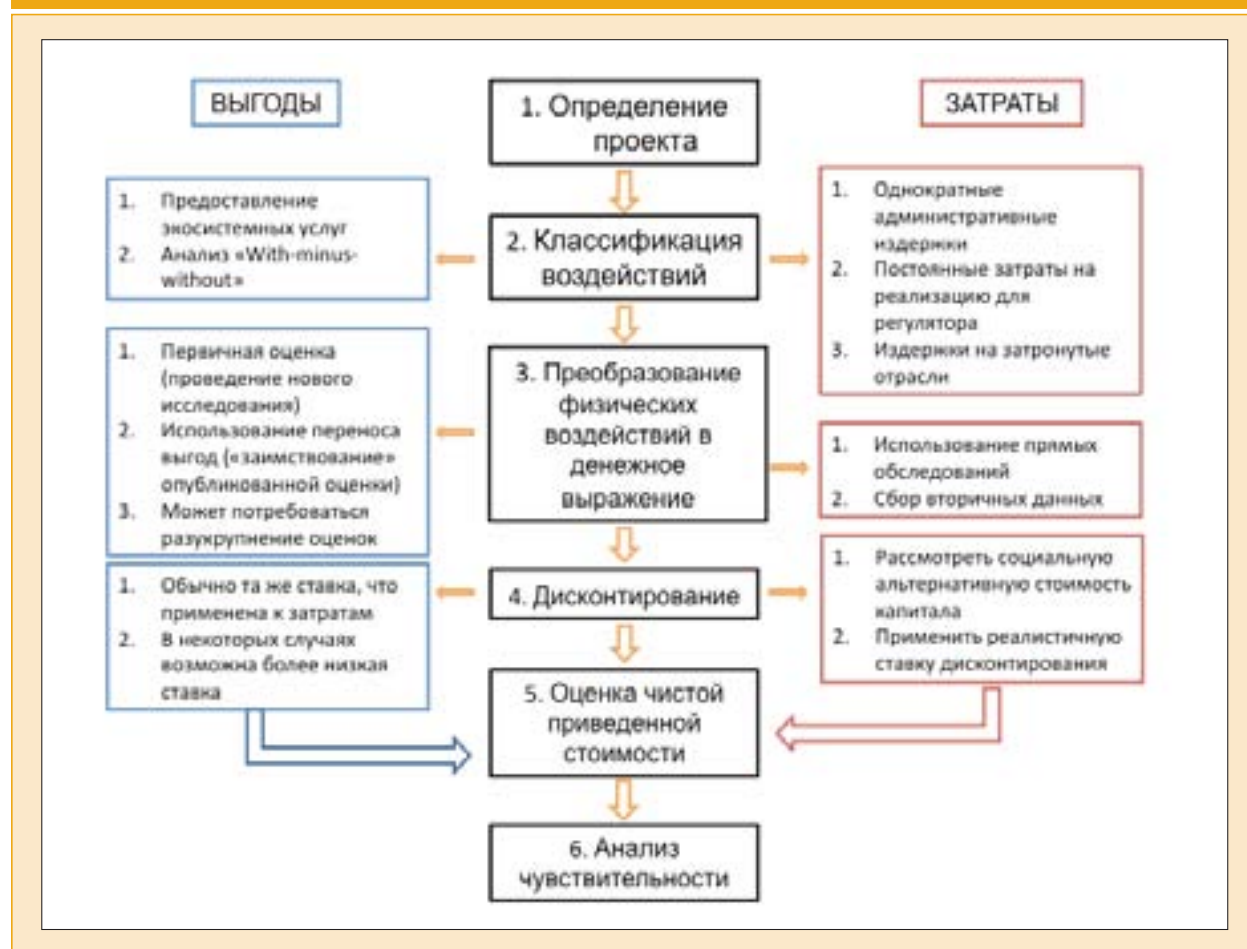 ВЫГОДЫ
1. Определение
проекта
ЗАТРАТЫ
1. Предоставление
экосистемных услуг
2. Анализ «With-minus-
without»
2. Классификация
воздействий
1. Однократные
административные
издержки
2. Постоянные затраты на
реализацию для
регулятора
3. Издержки на затронутые
отрасли
1. Первичная оценка
(проведение нового
исследования)
2. Использование переноса
выгод («заимствование»
опубликованной оценки)
3. Может потребоваться
разукрупнение оценок
3. Преобразование
физических
воздействий в
денежное
выражение
1. Использование прямых
обследований
2. Сбор вторичных данных
1. Обычно та же ставка, что
применена к затратам
2. В некоторых случаях
возможна более низкая
ставка
4. Дисконтирование
1. Рассмотреть социальную
альтернативную стоимость
капитала
2. Применить реалистичную
ставку дисконтирования
5. Оценка чистой
приведенной
стоимости
6. Анализ
чувствительности